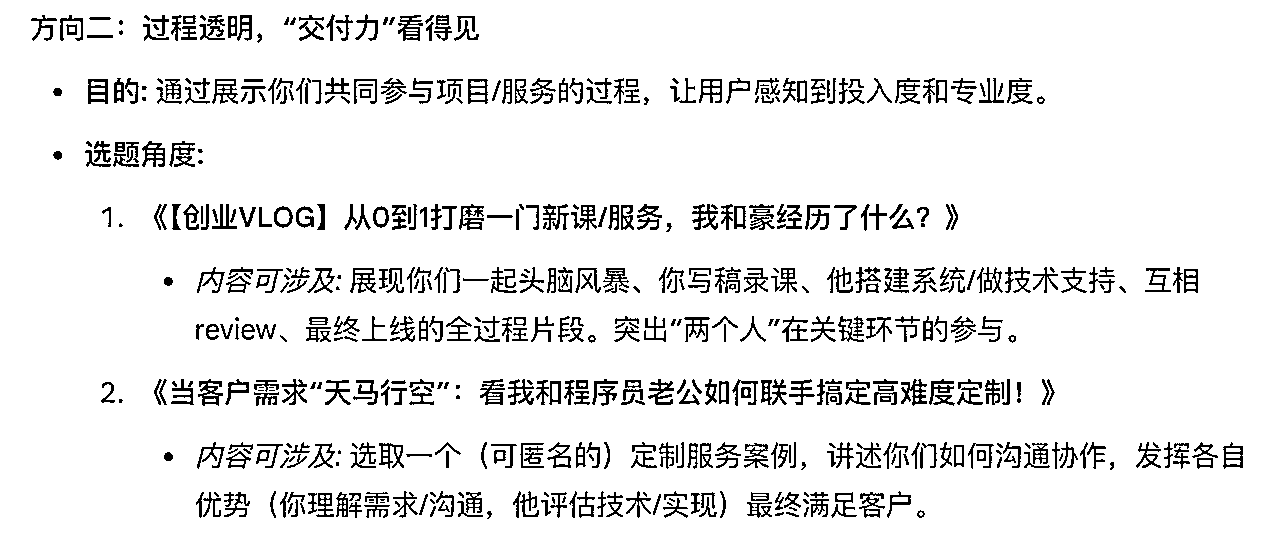 方向二：过程透明，“交付力”看得见
• 目的: 通过展示你们共同参与项目/服务的过程，让用户感知到投入度和专业度。
• 选题角度:
1. 《【创业VLOG】从0到1打磨一门新课/服务，我和豪经历了什么？》
• 内容可涉及: 展现你们一起头脑风暴、你写稿录课、他搭建系统/做技术支持、互相
review、最终上线的全过程片段。突出“两个人”在关键环节的参与。
2. 《当客户需求“天马行空”：看我和程序员老公如何联手搞定高难度定制！》
• 内容可涉及: 选取一个（可匿名的）定制服务案例，讲述你们如何沟通协作，发挥各自
优势（你理解需求/沟通，他评估技术/实现）最终满足客户。